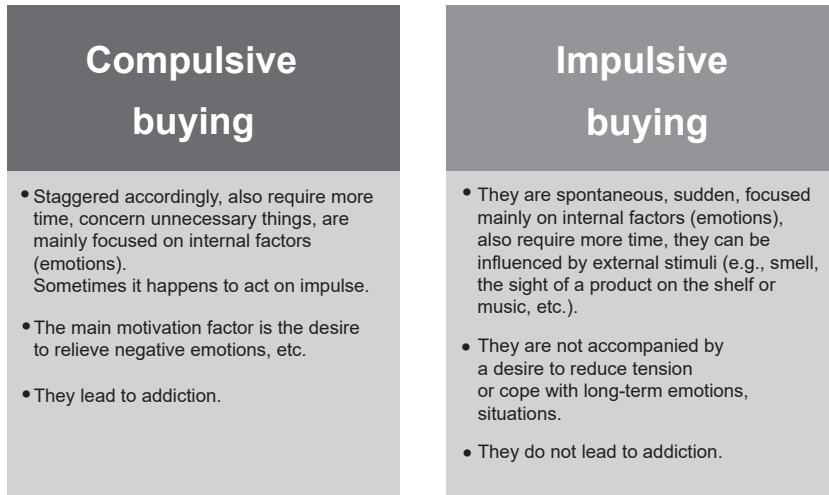 Compulsive
buying
• Staggered accordingly, also require more
time, concern unnecessary things, are
mainly focused on internal factors
(emotions).
Sometimes it happens to act on impulse.
• The main motivation factor is the desire
to relieve negative emotions, etc.
• They lead to addiction.
Impulsive
buying
• They are spontaneous, sudden, focused
mainly on internal factors (emotions),
also require more time, they can be
influenced by external stimuli (e.g., smell,
the sight of a product on the shelf or
music, etc.).
• They are not accompanied by
a desire to reduce tension
or cope with long-term emotions,
situations.
• They do not lead to addiction.